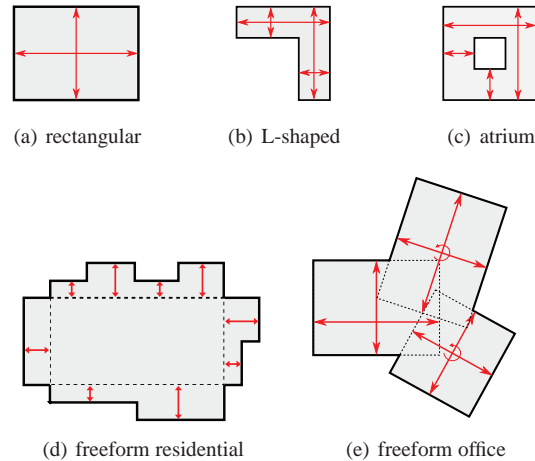 (a) rectangular
(b) L-shaped
(c) atrium
(d) freeform residential
(e) freeform office